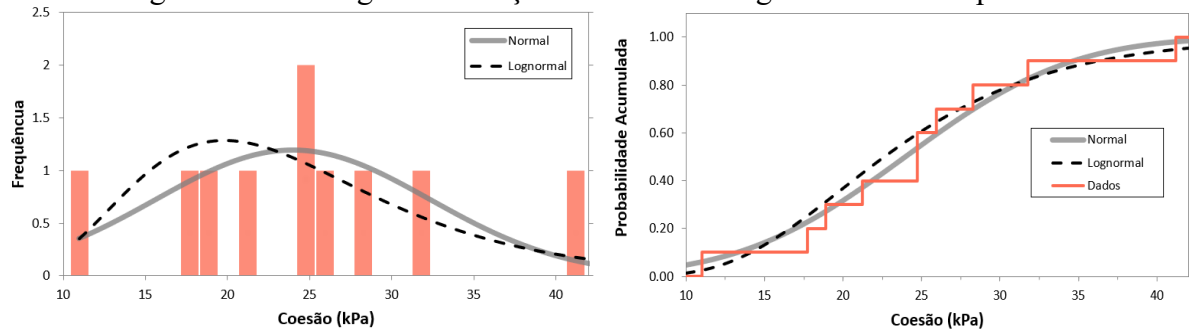 2.5
2
1.5
1
0.5
0
Frequêncua
Normal
Lognormal
10 15 20 25 30 35 40
Coesão (kPa)
1.00
0.80
0.60
0.40
0.20
0.00
Probabilidade Acumulada
Normal
Lognormal
Dados
10 15 20 25 30 35 40
Coesão (kPa)